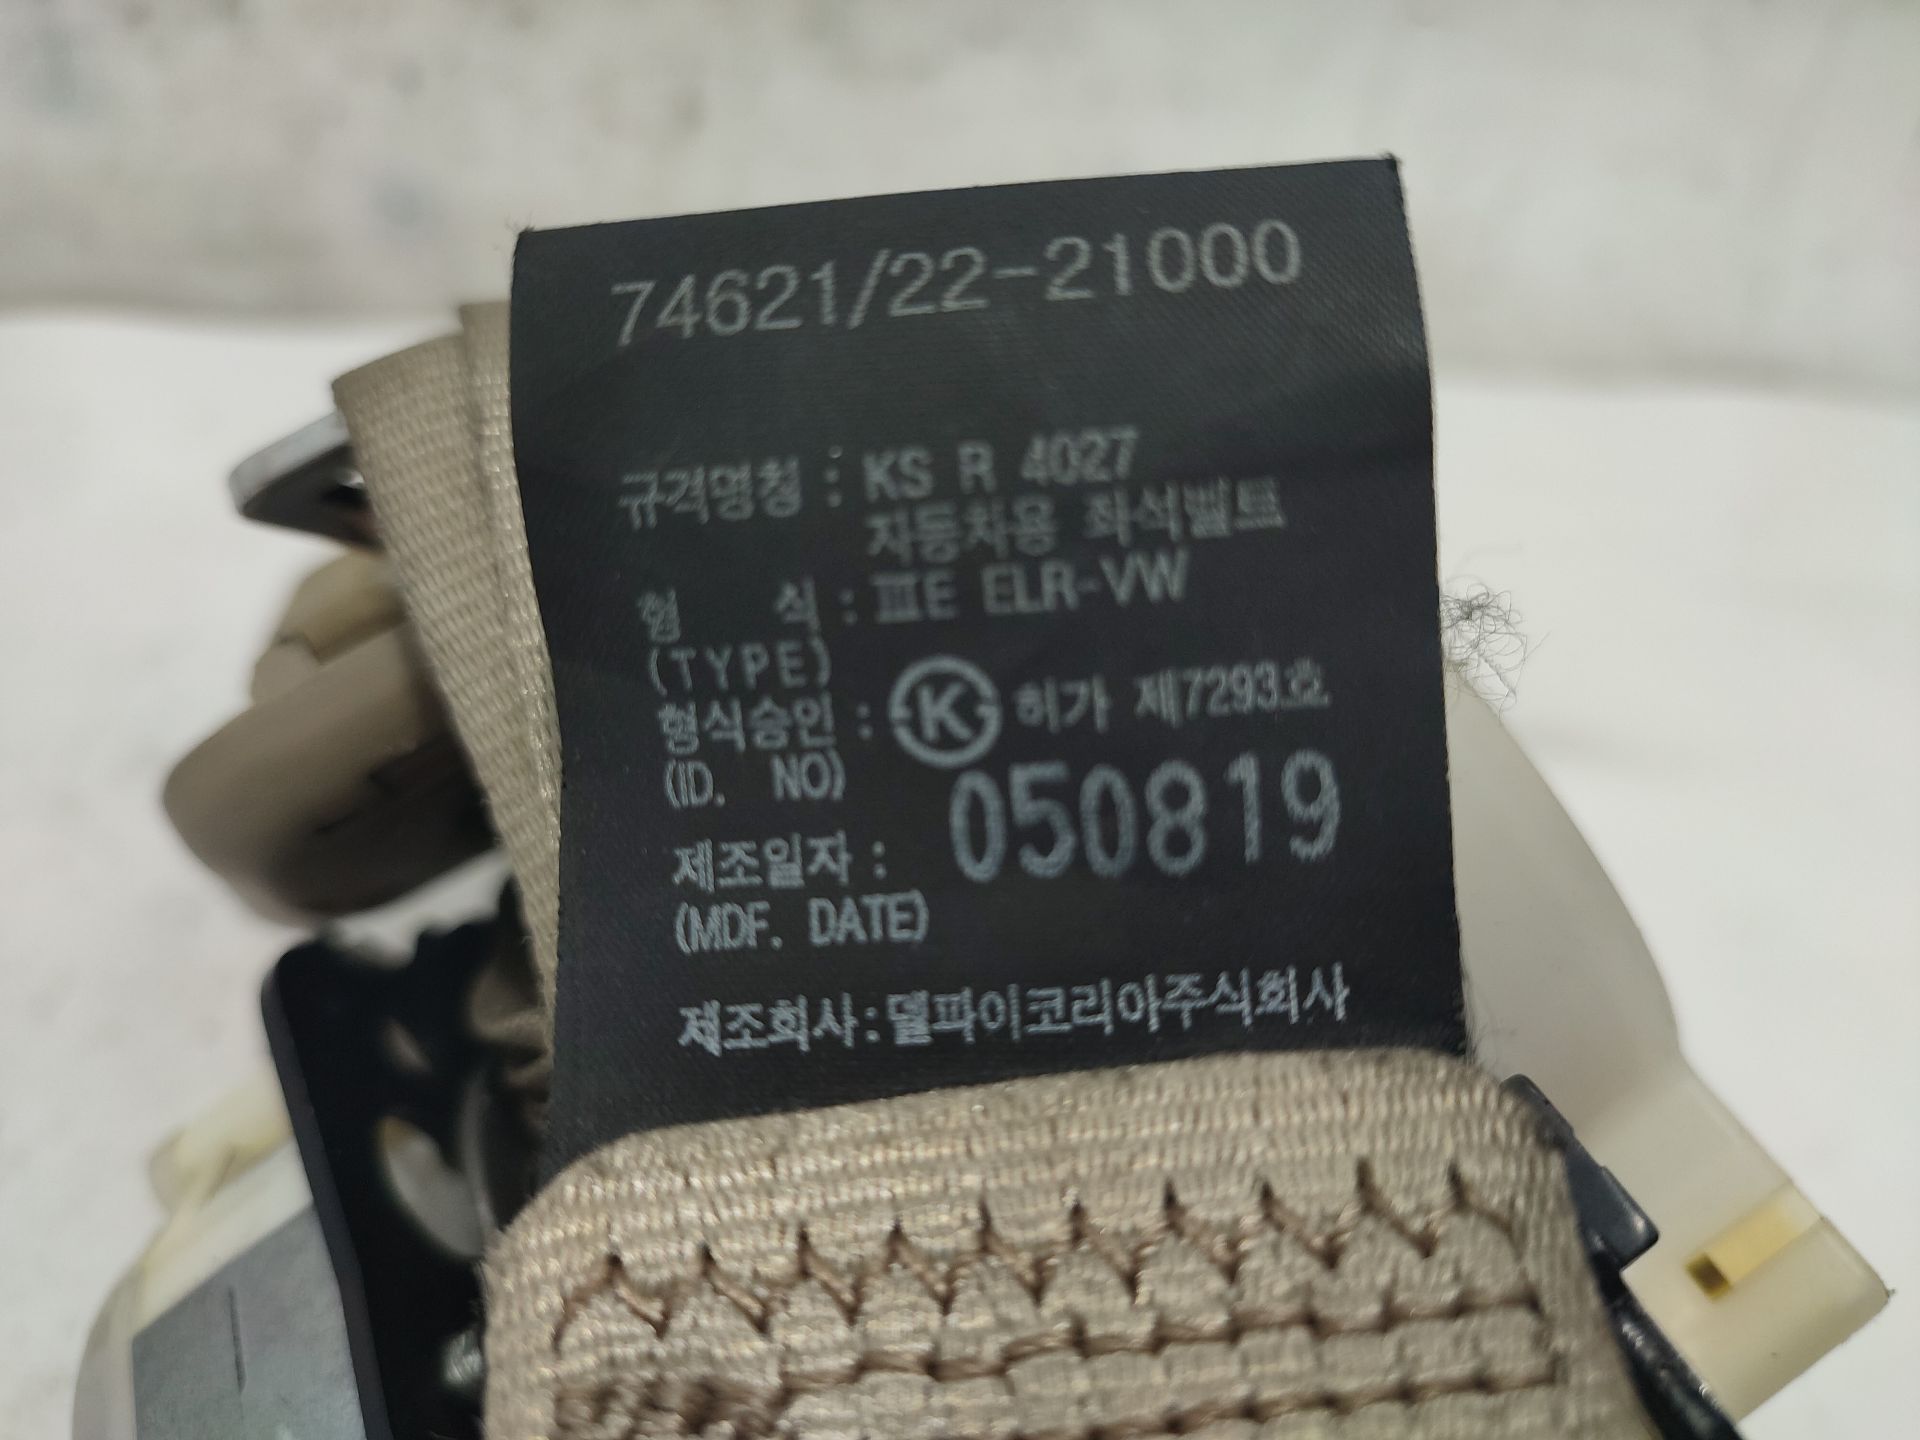 74621/22-21000
규격명칭 : KS R 4027
자동차용 좌석벨트
형 식 : ⅢE ELR-VW
(TYPE)
형식승인 : K 허가 제7293호
(ID. NO)
제조일자 : 050819
(MDF. DATE)
제조회사:델파이코리아주식회사